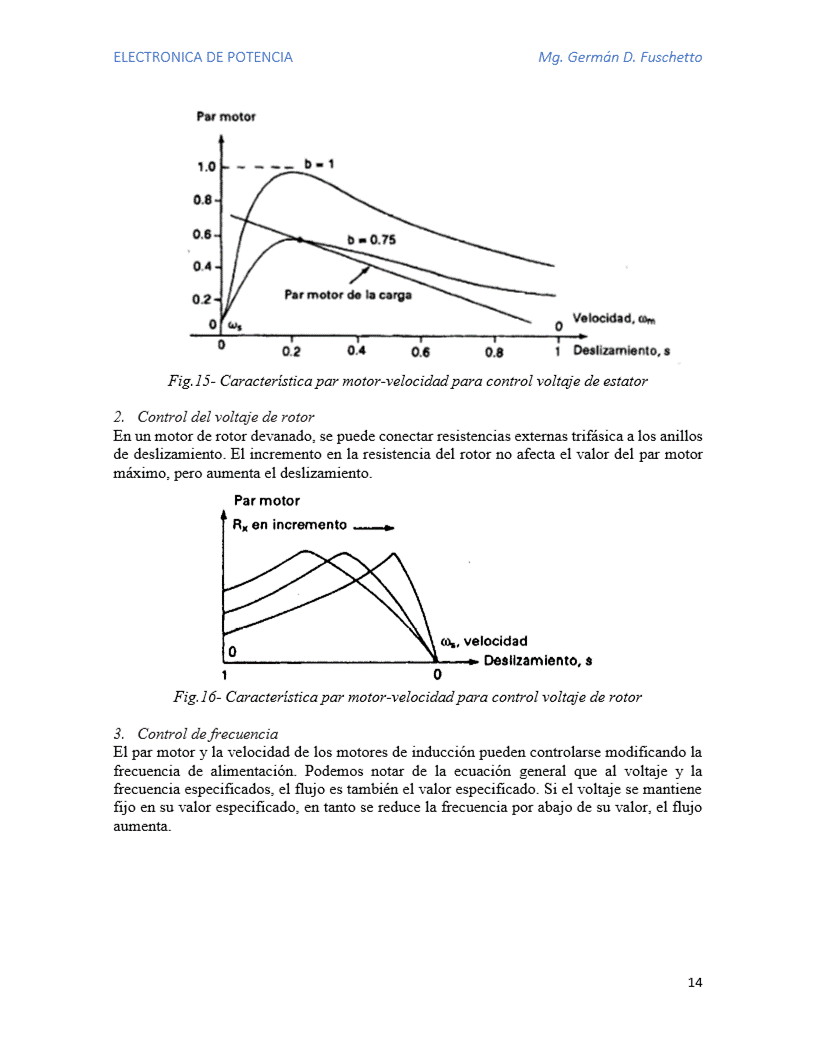 ELECTRONICA DE POTENCIA Mg. Germán D. Fuschetto
Par motor
1.0 b = 1
0.8
0.6 b = 0.75
0.4
0.2 Par motor de la carga
0 ωs 0 Velocidad, ωm
0 0.2 0.4 0.6 0.8 1 Deslizamiento, s
Fig.15- Característica par motor-velocidad para control voltaje de estator
2. Control del voltaje de rotor
En un motor de rotor devanado, se puede conectar resistencias externas trifásica a los anillos
de deslizamiento. El incremento en la resistencia del rotor no afecta el valor del par motor
máximo, pero aumenta el deslizamiento.
Par motor
Rx en incremento
0 ωs, velocidad
Deslizamiento, s
1 0
Fig.16- Característica par motor-velocidad para control voltaje de rotor
3. Control de frecuencia
El par motor y la velocidad de los motores de inducción pueden controlarse modificando la
frecuencia de alimentación. Podemos notar de la ecuación general que al voltaje y la
frecuencia especificados, el flujo es también el valor especificado. Si el voltaje se mantiene
fijo en su valor especificado, en tanto se reduce la frecuencia por abajo de su valor, el flujo
aumenta.
14